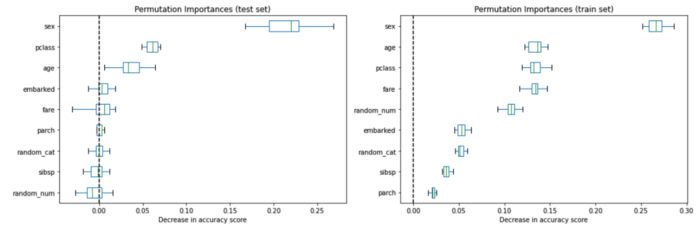 Permutation Importances (test set)
sex
pclass
age
embarked
fare
parch
random_cat
sibsp
random_num
0.00 0.05 0.10 0.15 0.20 0.25
Decrease in accuracy score
Permutation Importances (train set)
sex
age
pclass
fare
random_num
embarked
random_cat
sibsp
parch
0.00 0.05 0.10 0.15 0.20 0.25 0.30
Decrease in accuracy score